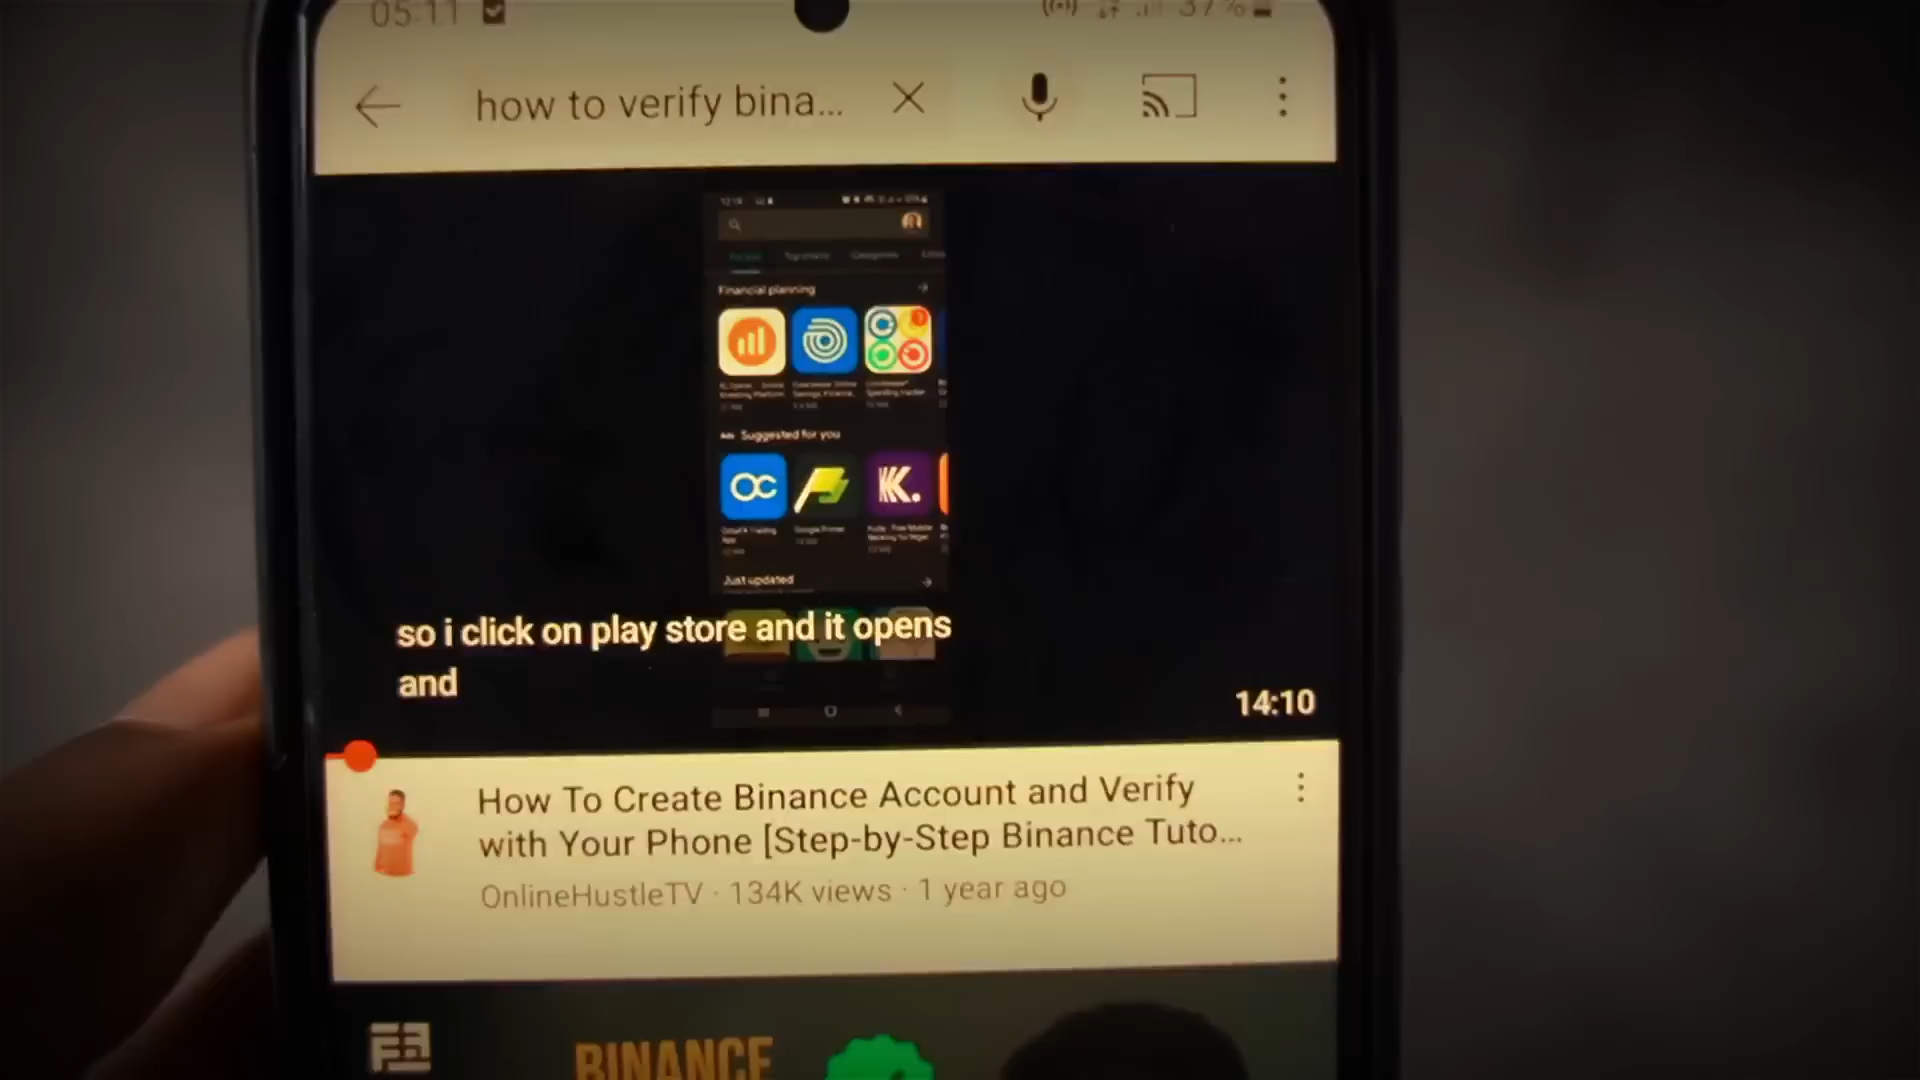 05:11
37%
how to verify bina...
Financial planning
Suggested for you
OC
K.
Just updated
so i click on play store and it opens
and
14:10
How To Create Binance Account and Verify
with Your Phone [Step-by-Step Binance Tuto...
OnlineHustleTV · 134K views · 1 year ago
BINANCE